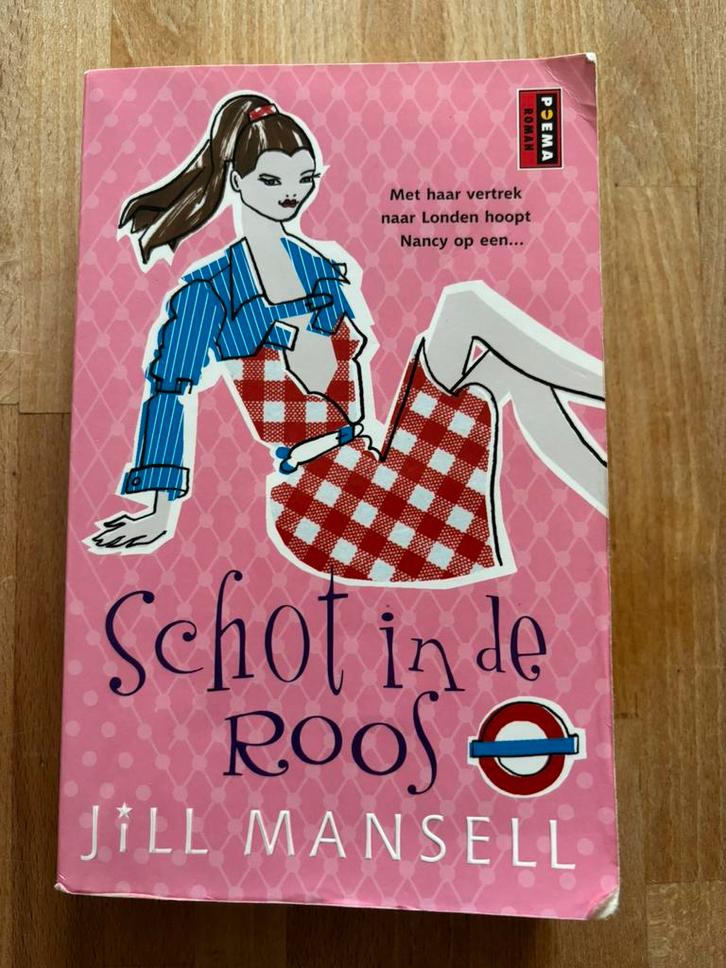 POEMA
ROMAN
Met haar vertrek
naar Londen hoopt
Nancy op een...
Schot in de
Roos
JiLL MANSELL